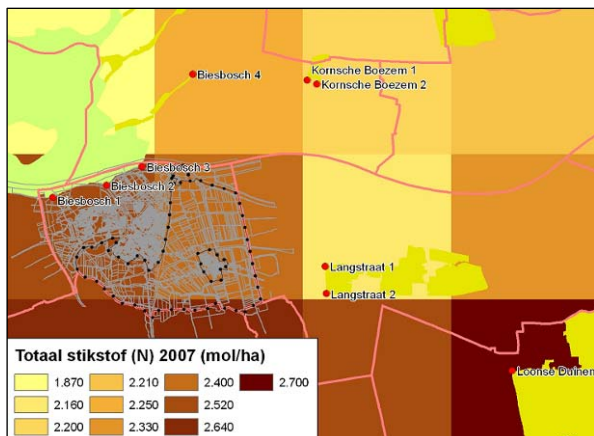 Biesbosch 4
Kornsche Boezem 1
Kornsche Boezem 2
Biesbosch 3
Biesbosch 2
Biesbosch 1
Langstraat 1
Langstraat 2
Loonse Duinen
Totaal stikstof (N) 2007 (mol/ha)
1.870 2.210 2.400 2.700
2.160 2.250 2.520
2.200 2.330 2.640